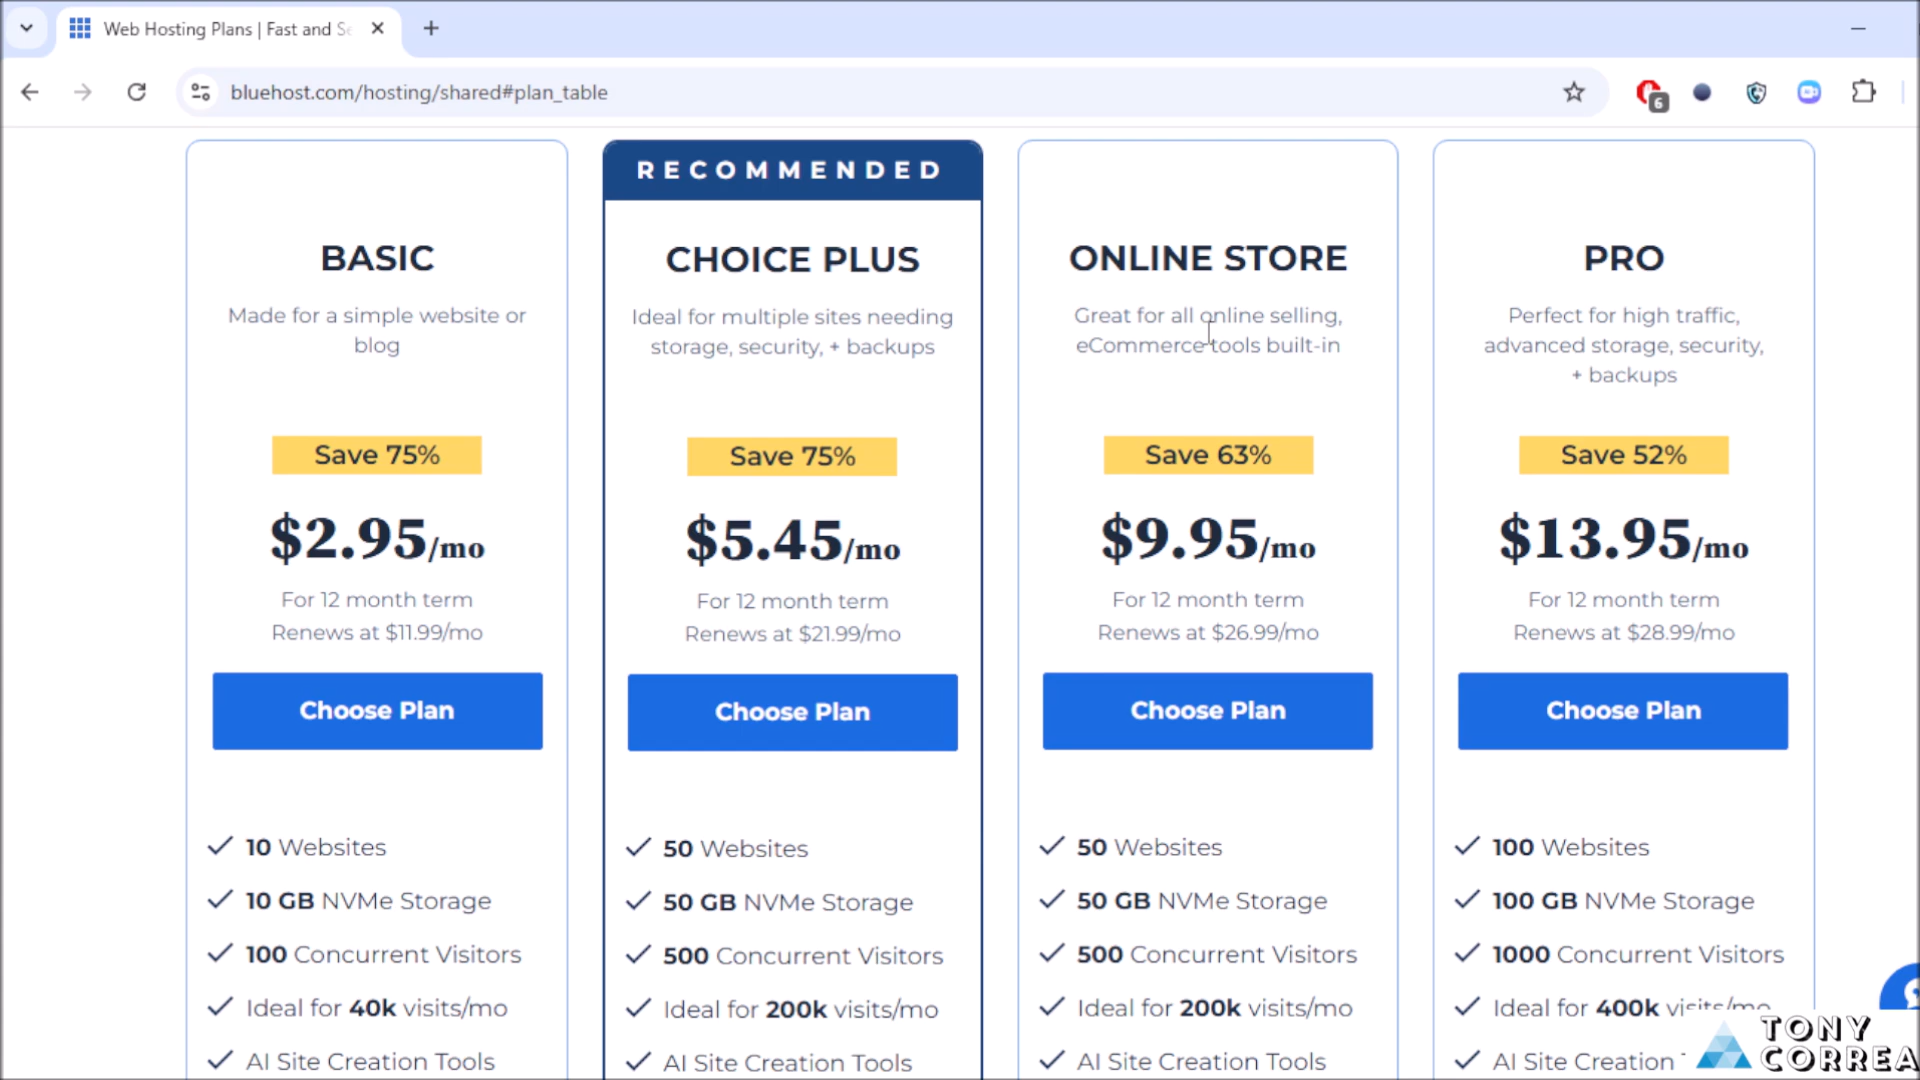 Web Hosting Plans | Fast and Se
bluehost.com/hosting/shared#plan_table
6
BASIC
Made for a simple website or
blog
Save 75%
$2.95/mo
For 12 month term
Renews at $11.99/mo
Choose Plan
10 Websites
10 GB NVMe Storage
100 Concurrent Visitors
Ideal for 40k visits/mo
AI Site Creation Tools
RECOMMENDED
CHOICE PLUS
Ideal for multiple sites needing
storage, security, + backups
Save 75%
$5.45/mo
For 12 month term
Renews at $21.99/mo
Choose Plan
50 Websites
50 GB NVMe Storage
500 Concurrent Visitors
Ideal for 200k visits/mo
AI Site Creation Tools
ONLINE STORE
Great for all online selling,
eCommerce tools built-in
Save 63%
$9.95/mo
For 12 month term
Renews at $26.99/mo
Choose Plan
50 Websites
50 GB NVMe Storage
500 Concurrent Visitors
Ideal for 200k visits/mo
AI Site Creation Tools
PRO
Perfect for high traffic,
advanced storage, security,
+ backups
Save 52%
$13.95/mo
For 12 month term
Renews at $28.99/mo
Choose Plan
100 Websites
100 GB NVMe Storage
1000 Concurrent Visitors
Ideal for 400k visits/mo
AI Site Creation
TONY
CORREA